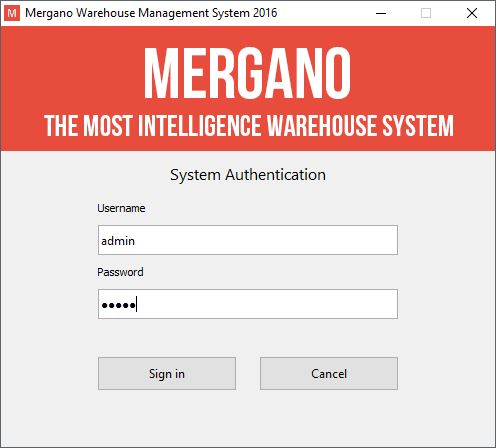 M Mergano Warehouse Management System 2016
MERGANO
THE MOST INTELLIGENCE WAREHOUSE SYSTEM
System Authentication
Username
admin
Password
•••••
Sign in Cancel